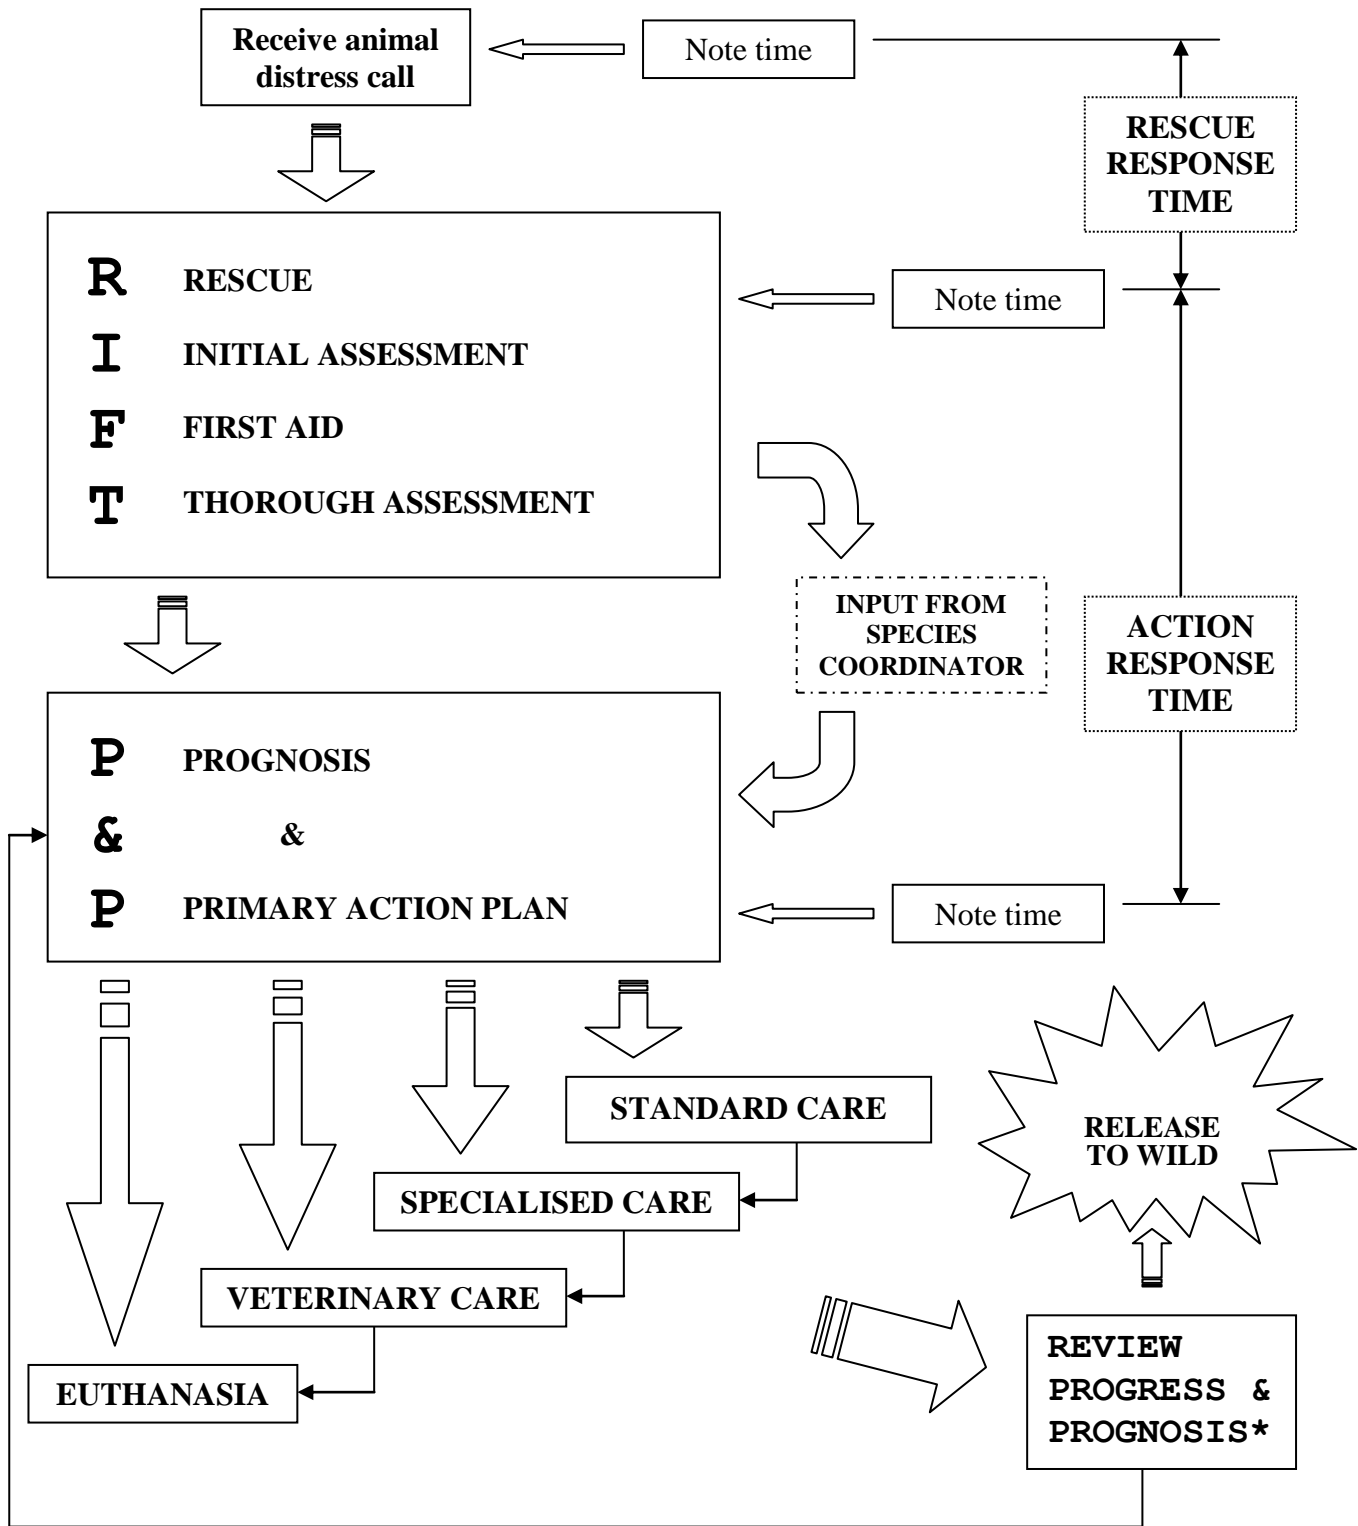 Receive animal
distress call
Note time
RESCUE
RESPONSE
TIME
R RESCUE
I INITIAL ASSESSMENT
F FIRST AID
T THOROUGH ASSESSMENT
Note time
INPUT FROM
SPECIES
COORDINATOR
ACTION
RESPONSE
TIME
P PROGNOSIS
& &
P PRIMARY ACTION PLAN
Note time
STANDARD CARE
SPECIALISED CARE
VETERINARY CARE
EUTHANASIA
RELEASE
TO WILD
REVIEW
PROGRESS &
PROGNOSIS*